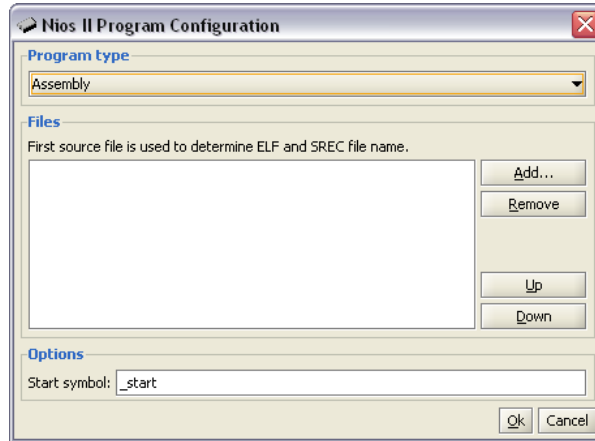 Nios II Program Configuration
Program type
Assembly
Files
First source file is used to determine ELF and SREC file name.
Add...
Remove
Up
Down
Options
Start symbol: _start
Ok Cancel